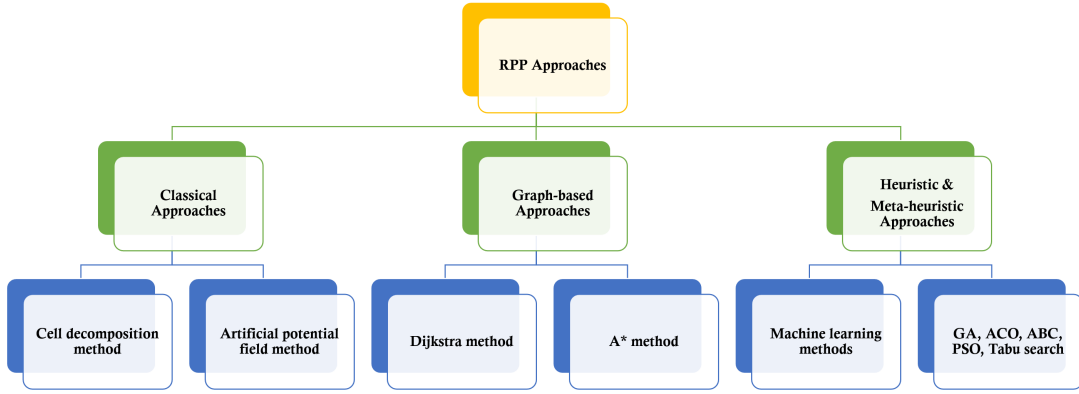 RPP Approaches
Classical
Approaches
Graph-based
Approaches
Heuristic &
Meta-heuristic
Approaches
Cell decomposition
method
Artificial potential
field method
Dijkstra method
A* method
Machine learning
methods
GA, ACO, ABC,
PSO, Tabu search